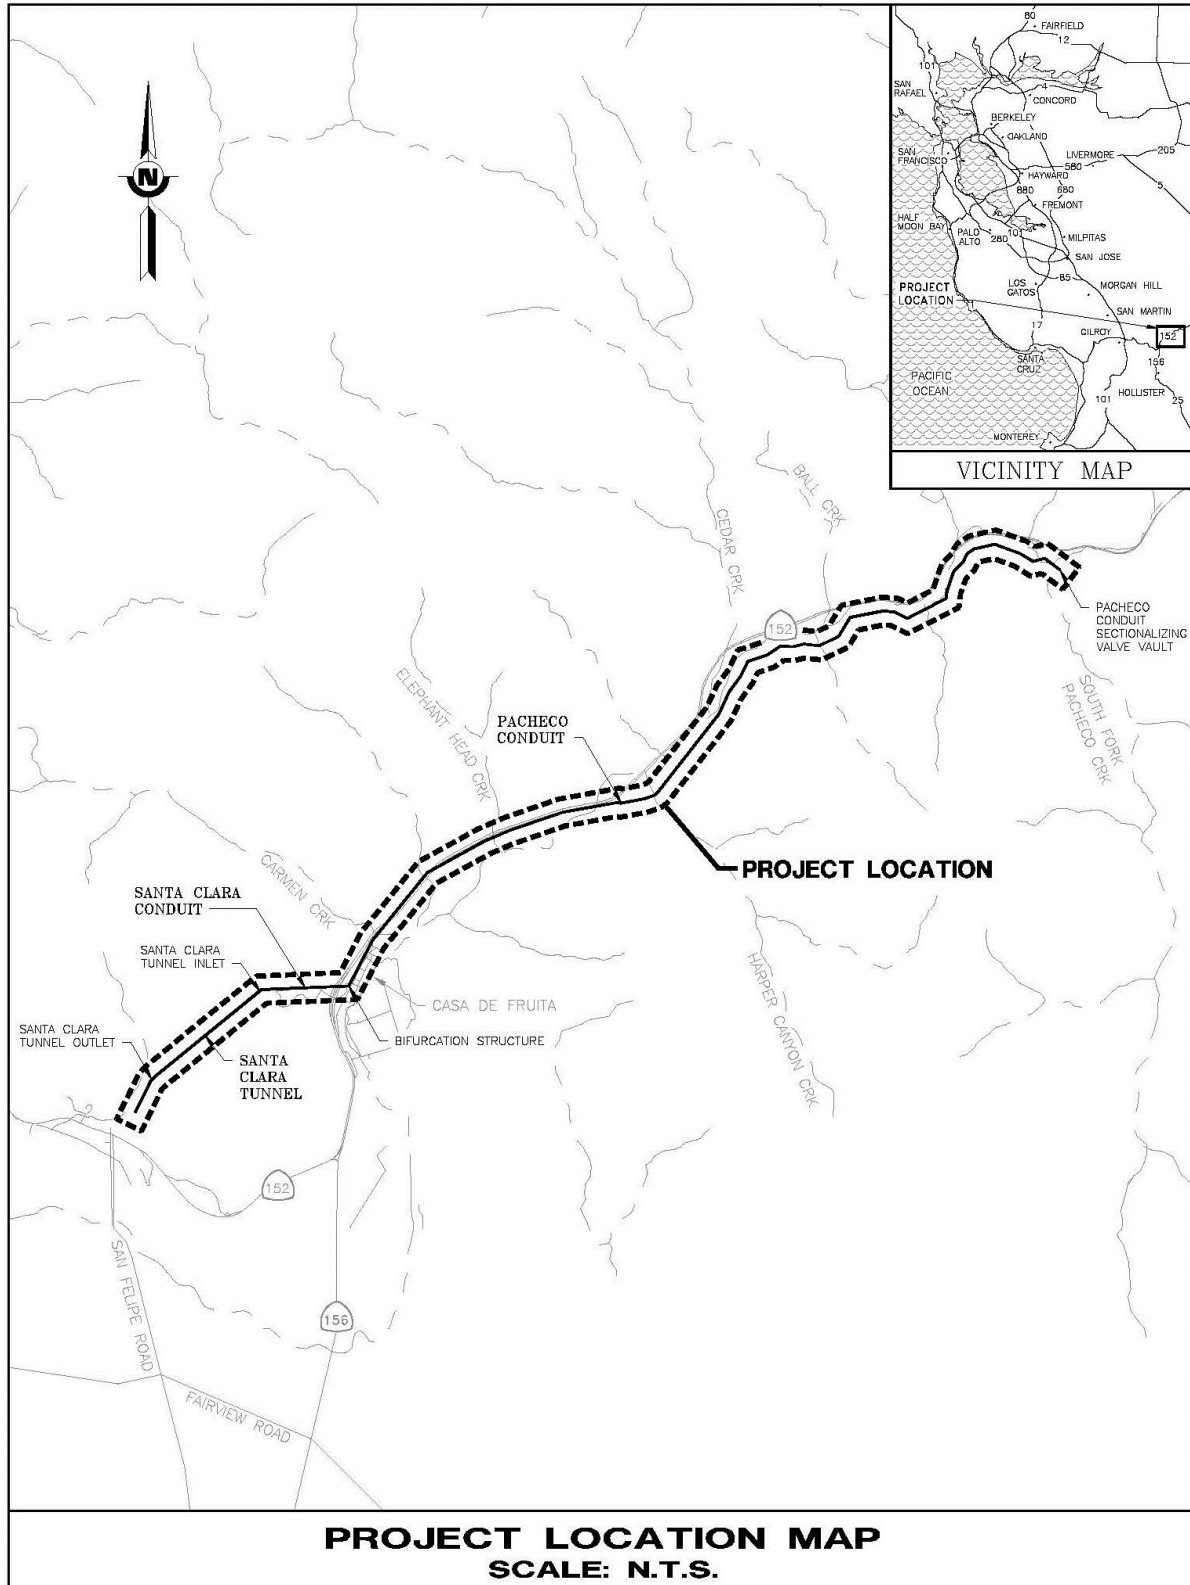 N
80
FAIRFIELD
12
101
SAN
RAFAEL
4
CONCORD
BERKELEY
OAKLAND
SAN
FRANCISCO
LIVERMORE
205
580
HAYWARD
880
680
5
FREMONT
HALF
MOON BAY
PALO
ALTO
280
101
MILPITAS
SAN JOSE
85
LOS
GATOS
MORGAN HILL
PROJECT
LOCATION
SAN MARTIN
17
GILROY
152
SANTA
CRUZ
156
PACIFIC
OCEAN
HOLLISTER
101
25
MONTEREY
VICINITY MAP
BALL CRK
CEDAR CRK
152
PACHECO
CONDUIT
SECTIONALIZING
VALVE VAULT
ELEPHANT HEAD CRK
SOUTH FORK
PACHECO CRK
PACHECO
CONDUIT
PROJECT LOCATION
CARMEN CRK
SANTA CLARA
CONDUIT
SANTA CLARA
TUNNEL INLET
CASA DE FRUITA
HARPER CANYON CRK
SANTA CLARA
TUNNEL OUTLET
BIFURCATION STRUCTURE
SANTA
CLARA
TUNNEL
152
SAN FELIPE ROAD
156
FAIRVIEW ROAD
PROJECT LOCATION MAP
SCALE: N.T.S.